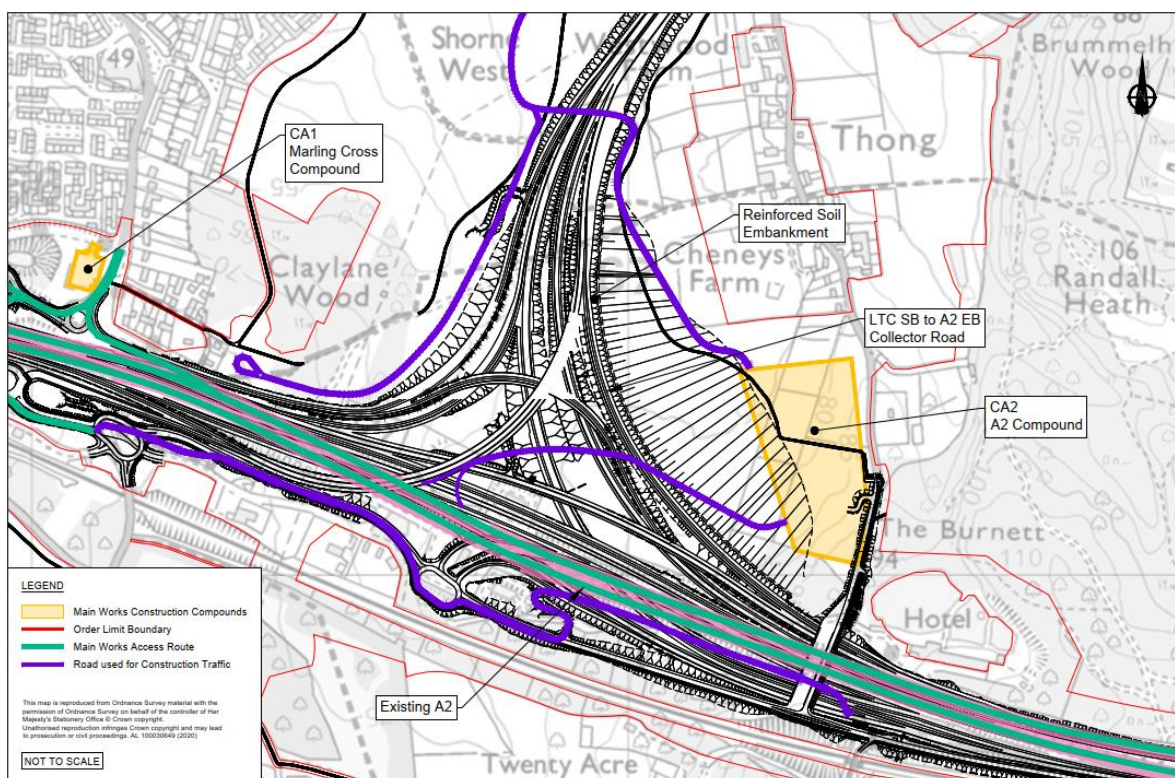 Shorne
West
Westwood
Farm
88
Brummell
Wood
49
CA1
Marling Cross
Compound
Thong
Reinforced Soil
Embankment
Cheneys
Farm
106
Randall
Heath
Claylane
Wood
LTC SB to A2 EB
Collector Road
CA2
A2 Compound
The Burnett
94
Hotel
LEGEND
Main Works Construction Compounds
Order Limit Boundary
Main Works Access Route
Road used for Construction Traffic
This map is reproduced from Ordnance Survey material with the
permission of Ordnance Survey on behalf of the controller of Her
Majesty's Stationery Office © Crown copyright.
Unauthorised reproduction infringes Crown copyright and may lead
to prosecution or civil proceedings. AL 100030649 (2020)
NOT TO SCALE
Existing A2
Twenty Acre